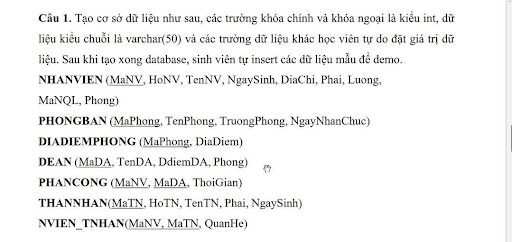 Câu 1. Tạo cơ sở dữ liệu như sau, các trường khóa chính và khóa ngoại là kiểu int, dữ
liệu kiểu chuỗi là varchar(50) và các trường dữ liệu khác học viên tự do đặt giá trị dữ
liệu. Sau khi tạo xong database, sinh viên tự insert các dữ liệu mẫu để demo.
NHANVIEN (MaNV, HoNV, TenNV, NgaySinh, DiaChi, Phai, Luong,
MaNQL, Phong)
PHONGBAN (MaPhong, TenPhong, TruongPhong, NgayNhanChuc)
DIADIEMPHONG (MaPhong, DiaDiem)
DEAN (MaDA, TenDA, DdiemDA, Phong)
PHANCONG (MaNV, MaDA, ThoiGian)
THANNHAN(MaTN, HoTN, TenTN, Phai, NgaySinh)
NVIEN_TNHAN(MaNV, MaTN, QuanHe)